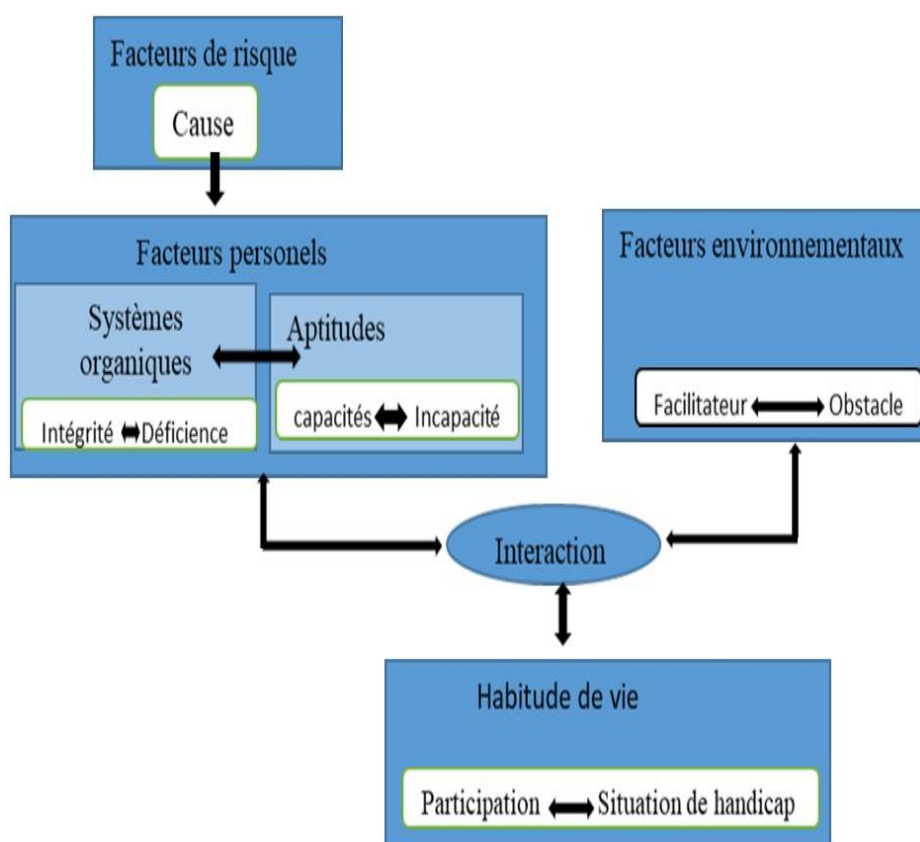 Facteurs de risque
Cause
Facteurs personels
Systèmes
organiques
Intégrité
Déficience
Aptitudes
capacités
Incapacité
Facteurs environnementaux
Facilitateur
Obstacle
Interaction
Habitude de vie
Participation
Situation de handicap